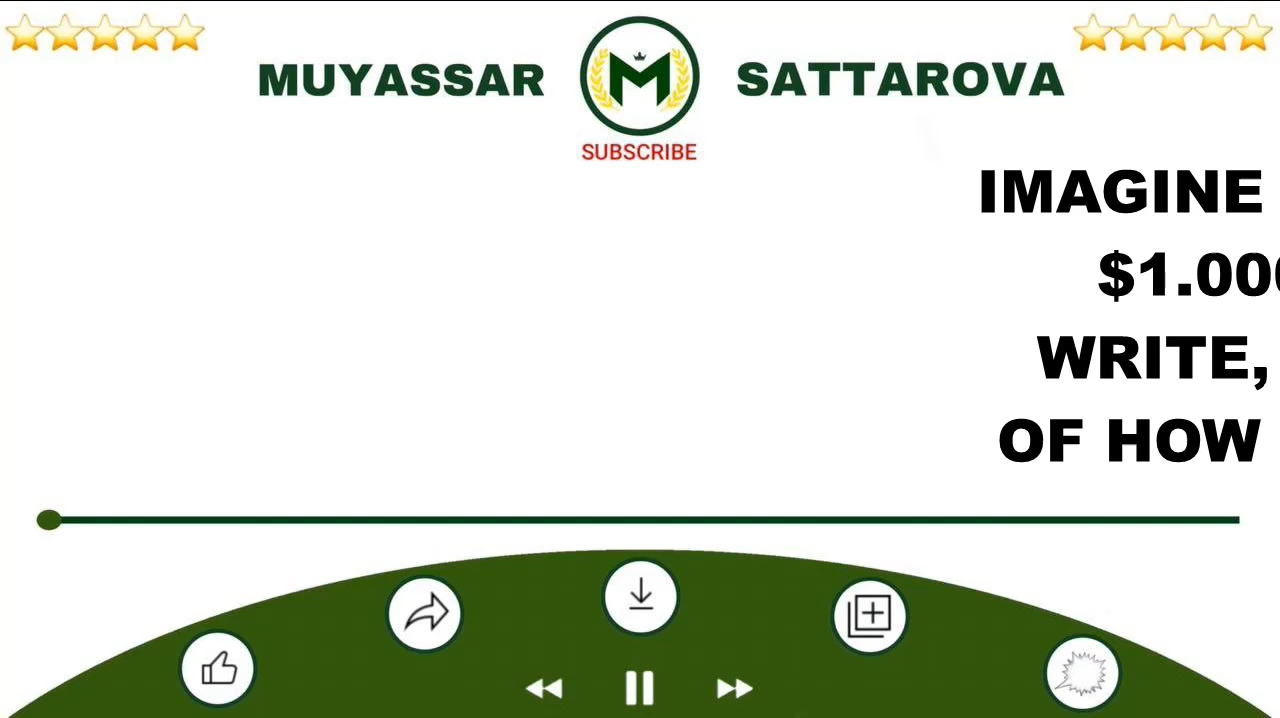 MUYASSAR SATTAROVA
M
SUBSCRIBE
IMAGINE
$1.00
WRITE,
OF HOW